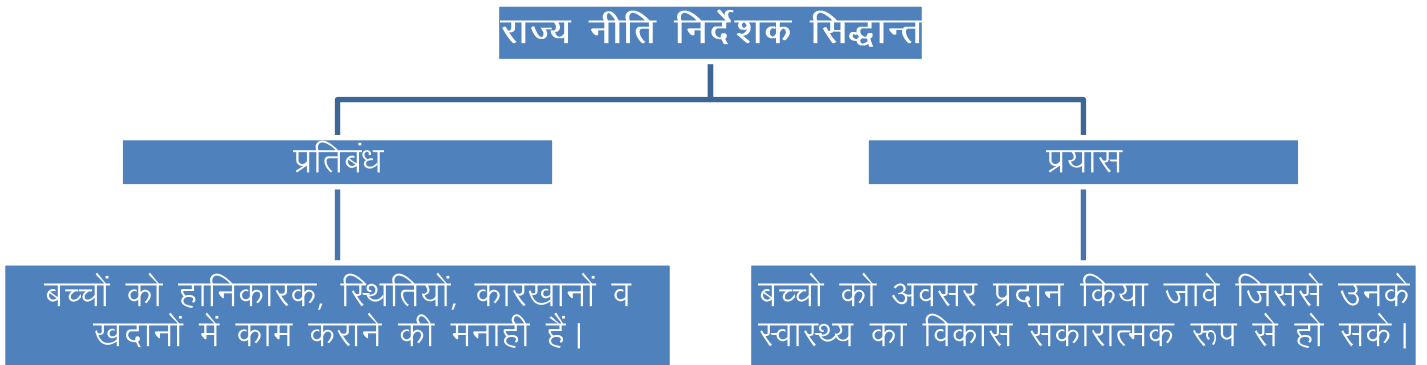 राज्य नीति निर्देशक सिद्धान्त
प्रतिबंध
प्रयास
बच्चों को हानिकारक, स्थितियों, कारखानों व
खदानों में काम कराने की मनाही हैं।
बच्चो को अवसर प्रदान किया जावे जिससे उनके
स्वास्थ्य का विकास सकारात्मक रूप से हो सके।